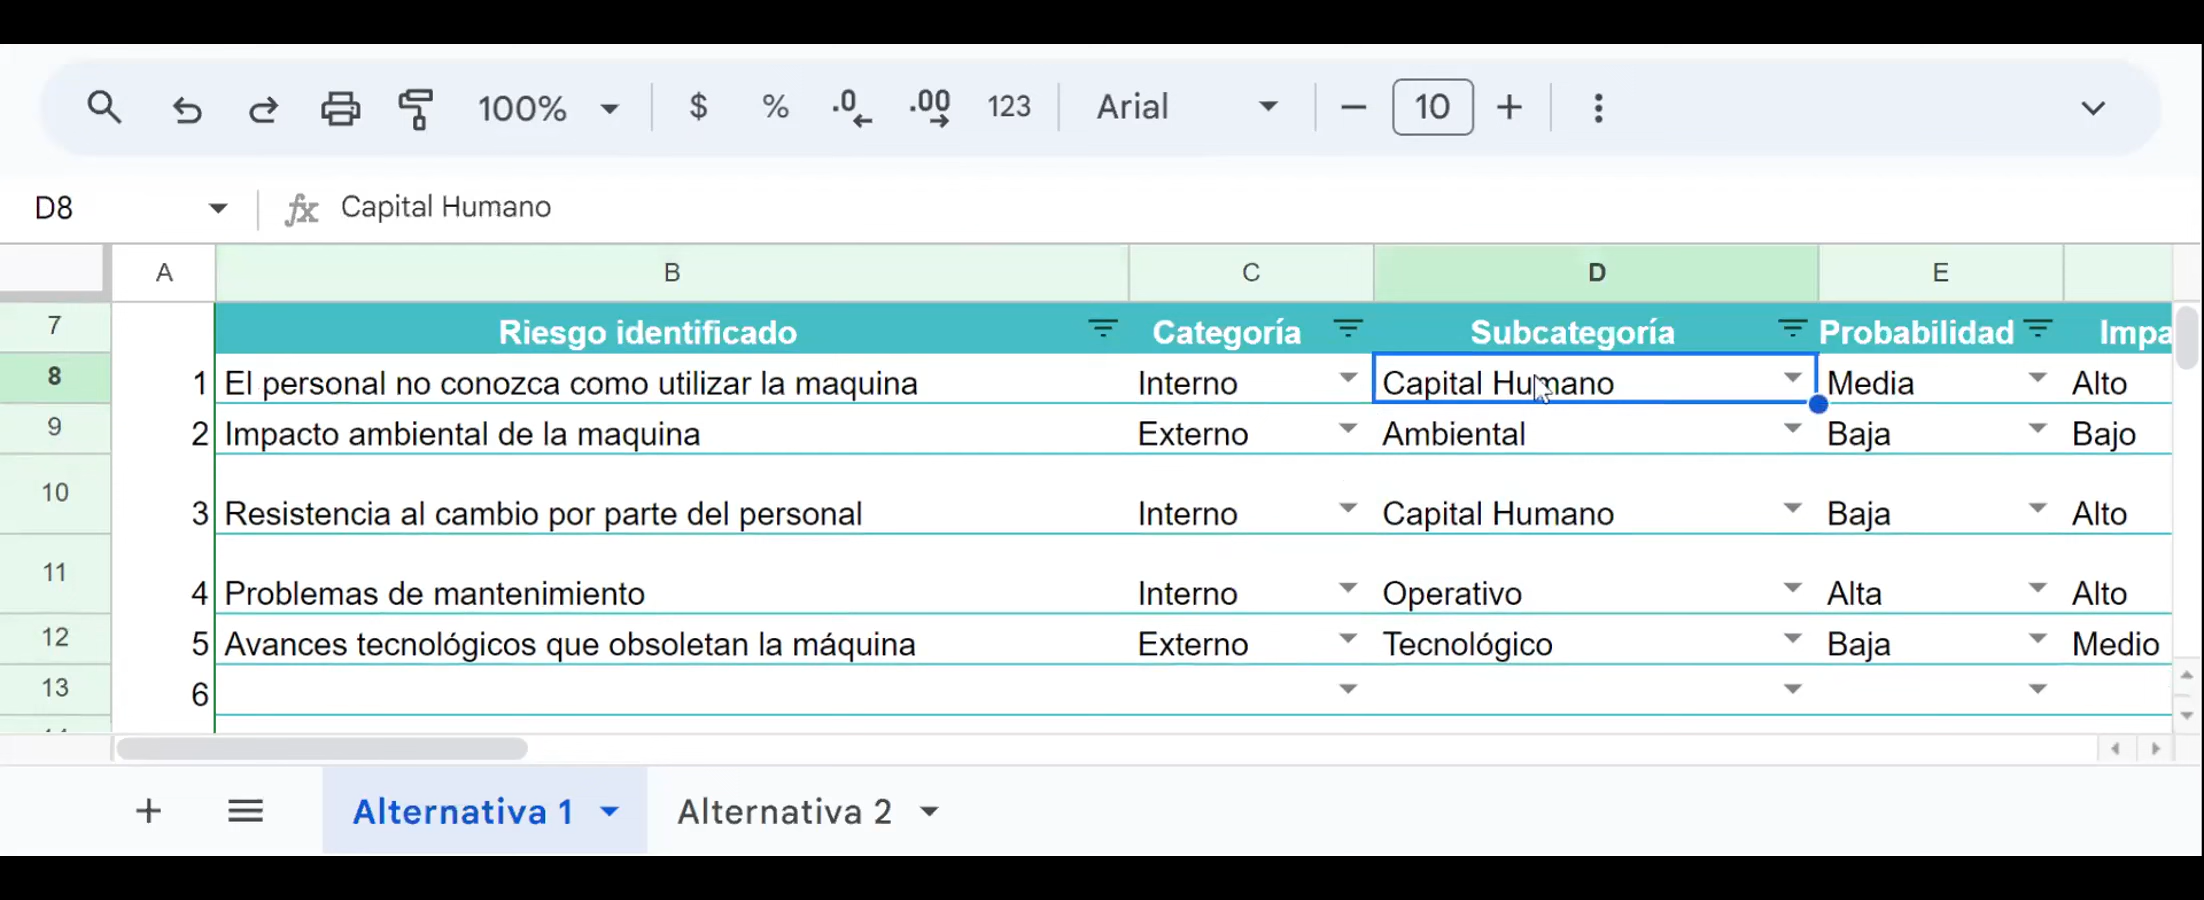 100% $ % .0 .00 123 Arial 10
D8 fx Capital Humano
A B C D E
7 Riesgo identificado Categoría Subcategoría Probabilidad Impa
8 1 El personal no conozca como utilizar la maquina Interno Capital Humano Media Alto
9 2 Impacto ambiental de la maquina Externo Ambiental Baja Bajo
10 3 Resistencia al cambio por parte del personal Interno Capital Humano Baja Alto
11 4 Problemas de mantenimiento Interno Operativo Alta Alto
12 5 Avances tecnológicos que obsoletan la máquina Externo Tecnológico Baja Medio
13 6
Alternativa 1 Alternativa 2